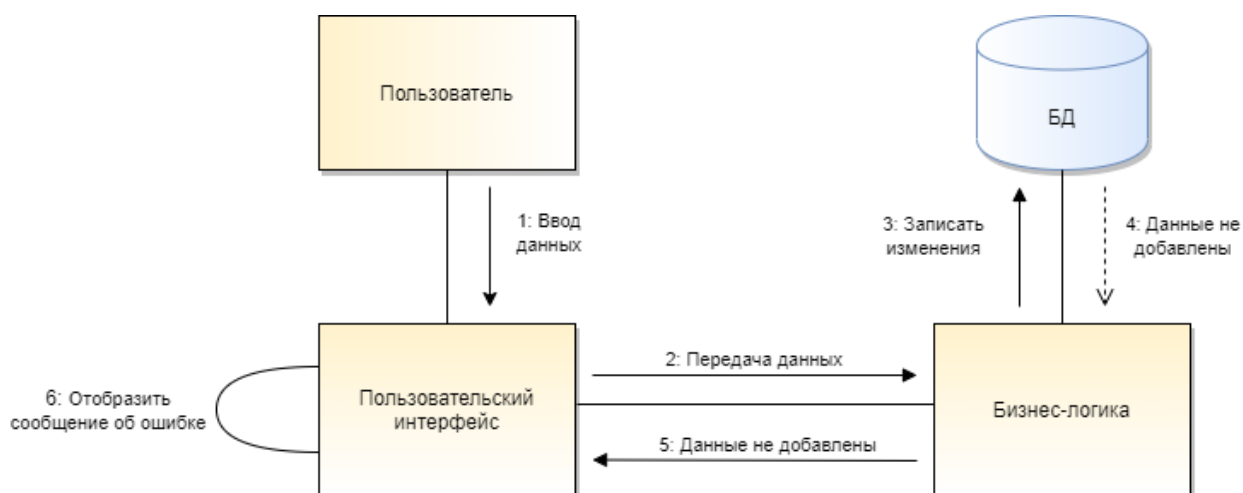 Пользователь
БД
1: Ввод
данных
3: Записать
изменения
4: Данные не
добавлены
2: Передача данных
6: Отобразить
сообщение об ошибке
Пользовательский
интерфейс
Бизнес-логика
5: Данные не добавлены